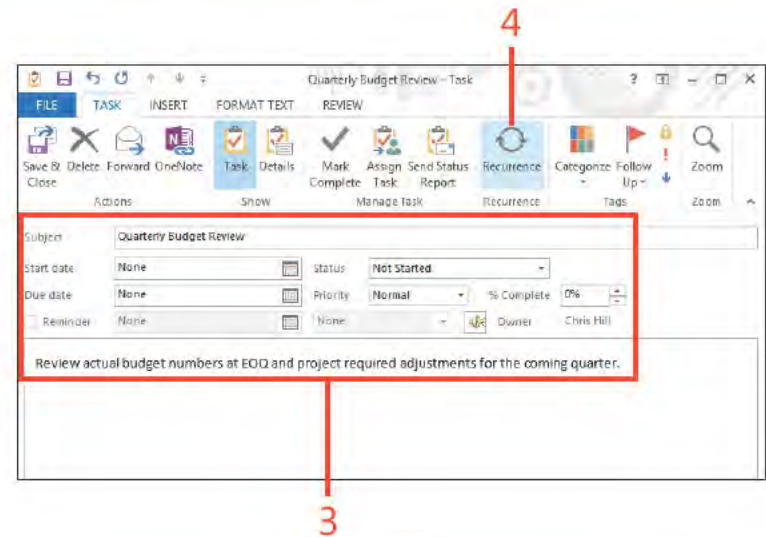 4
Quarterly Budget Review - Task
?
FILE TASK INSERT FORMAT TEXT REVIEW
Save & Close Delete Forward OneNote Task Details Mark Complete Assign Task Send Status Report Recurrence Categorize Follow Up Zoom
Actions Show Manage Task Recurrence Tags Zoom
Subject Quarterly Budget Review
Start date None Status Not Started
Due date None Priority Normal % Complete 0%
Reminder None None Owner Chris Hill
Review actual budget numbers at EOQ and project required adjustments for the coming quarter.
3